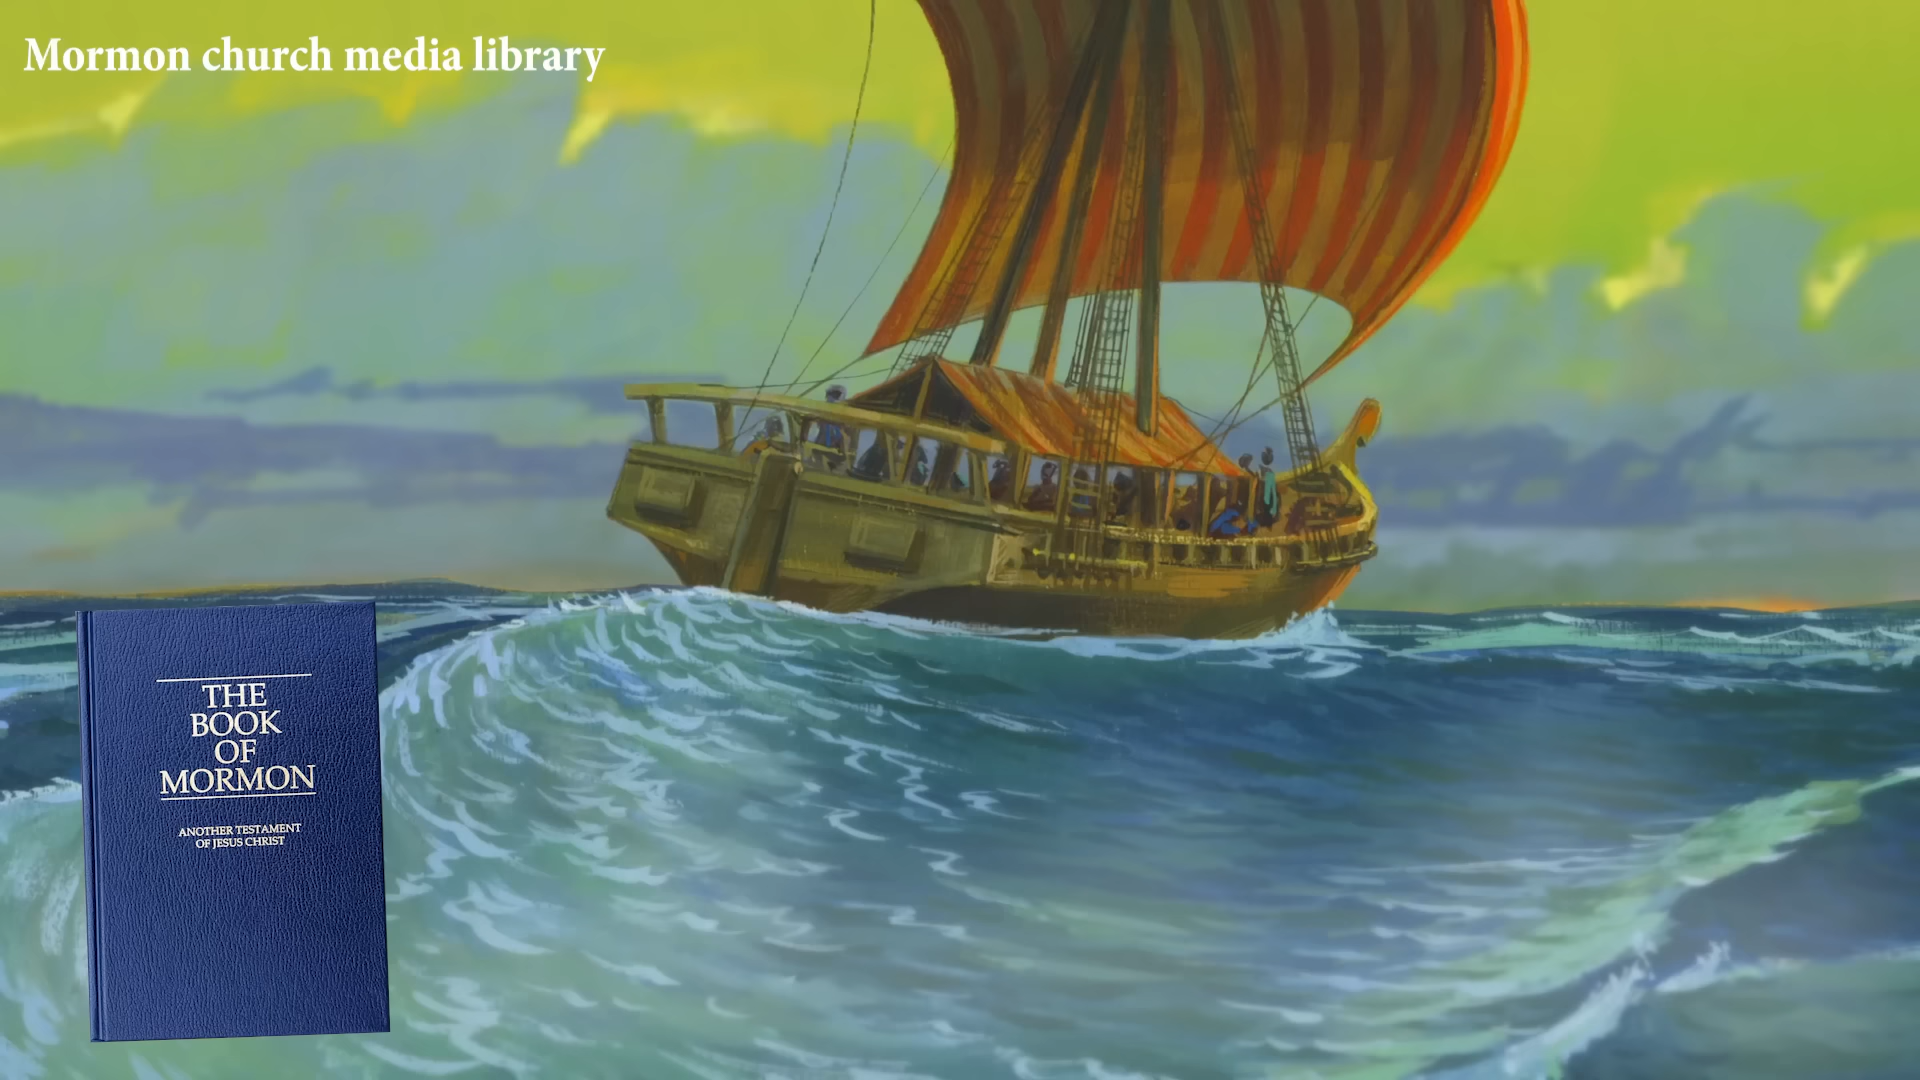 Mormon church media library
THE
BOOK
OF
MORMON
ANOTHER TESTAMENT
OF JESUS CHRIST